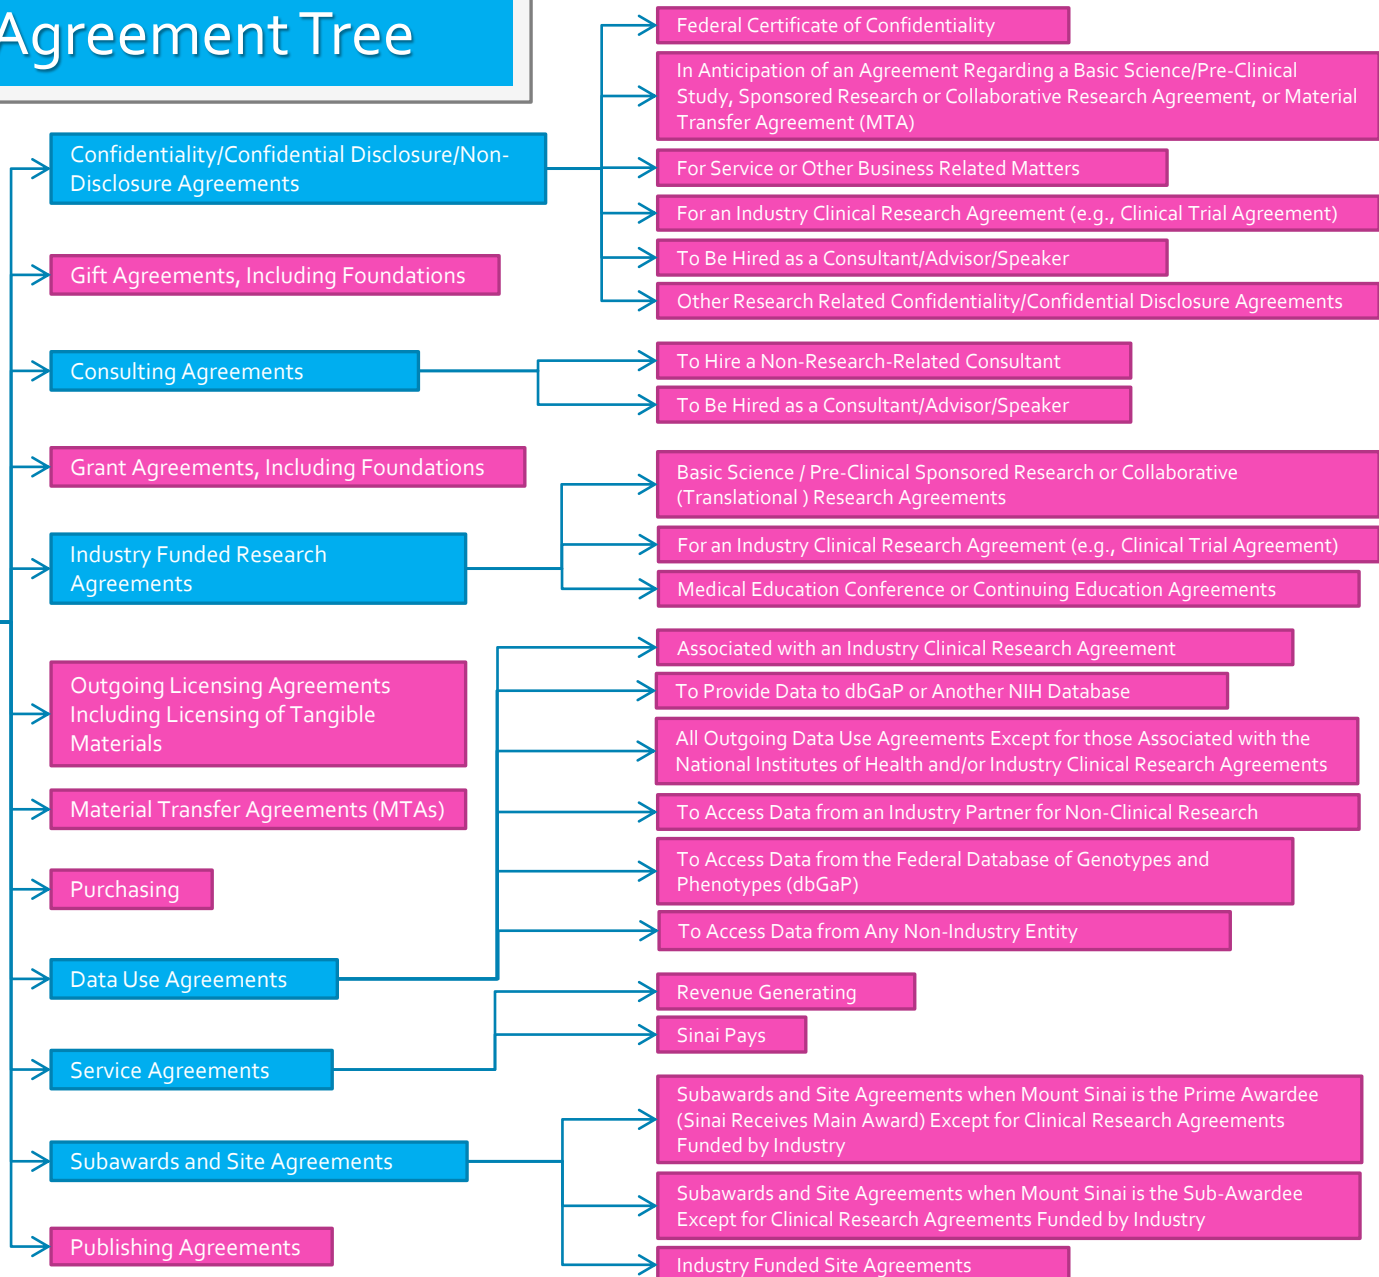 Agreement Tree
Federal Certificate of Confidentiality
In Anticipation of an Agreement Regarding a Basic Science/Pre-Clinical
Study, Sponsored Research or Collaborative Research Agreement, or Material
Transfer Agreement (MTA)
Confidentiality/Confidential Disclosure/Non-
Disclosure Agreements
For Service or Other Business Related Matters
For an Industry Clinical Research Agreement (e.g., Clinical Trial Agreement)
To Be Hired as a Consultant/Advisor/Speaker
Other Research Related Confidentiality/Confidential Disclosure Agreements
Gift Agreements, Including Foundations
Consulting Agreements
To Hire a Non-Research-Related Consultant
To Be Hired as a Consultant/Advisor/Speaker
Grant Agreements, Including Foundations
Industry Funded Research
Agreements
Basic Science / Pre-Clinical Sponsored Research or Collaborative
(Translational ) Research Agreements
For an Industry Clinical Research Agreement (e.g., Clinical Trial Agreement)
Medical Education Conference or Continuing Education Agreements
Outgoing Licensing Agreements
Including Licensing of Tangible
Materials
Material Transfer Agreements (MTAs)
Purchasing
Data Use Agreements
Associated with an Industry Clinical Research Agreement
To Provide Data to dbGaP or Another NIH Database
All Outgoing Data Use Agreements Except for those Associated with the
National Institutes of Health and/or Industry Clinical Research Agreements
To Access Data from an Industry Partner for Non-Clinical Research
To Access Data from the Federal Database of Genotypes and
Phenotypes (dbGaP)
To Access Data from Any Non-Industry Entity
Service Agreements
Revenue Generating
Sinai Pays
Subawards and Site Agreements
Subawards and Site Agreements when Mount Sinai is the Prime Awardee
(Sinai Receives Main Award) Except for Clinical Research Agreements
Funded by Industry
Subawards and Site Agreements when Mount Sinai is the Sub-Awardee
Except for Clinical Research Agreements Funded by Industry
Industry Funded Site Agreements
Publishing Agreements